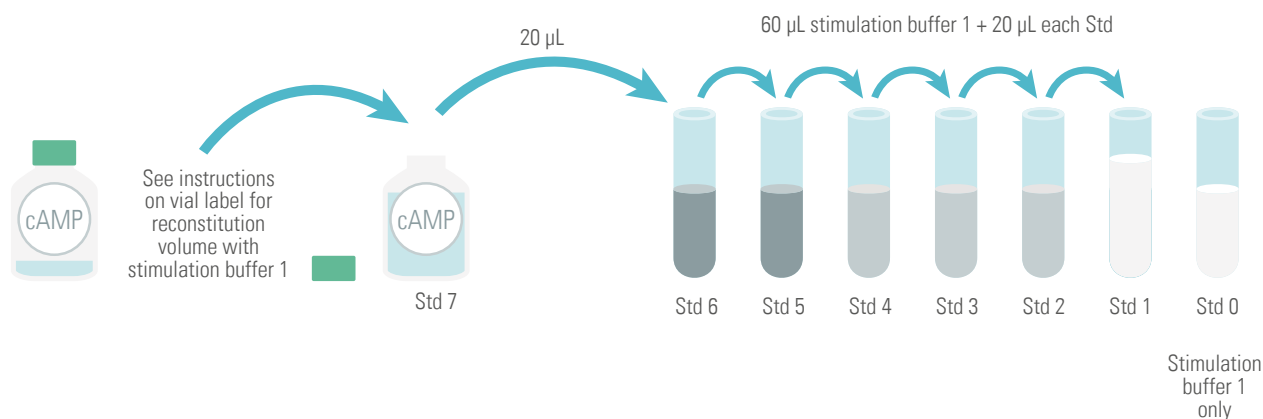 20 µL
60 µL stimulation buffer 1 + 20 µL each Std
cAMP
See instructions
on vial label for
reconstitution
volume with
stimulation buffer 1
cAMP
Std 7
Std 6
Std 5
Std 4
Std 3
Std 2
Std 1
Std 0
Stimulation
buffer 1
only